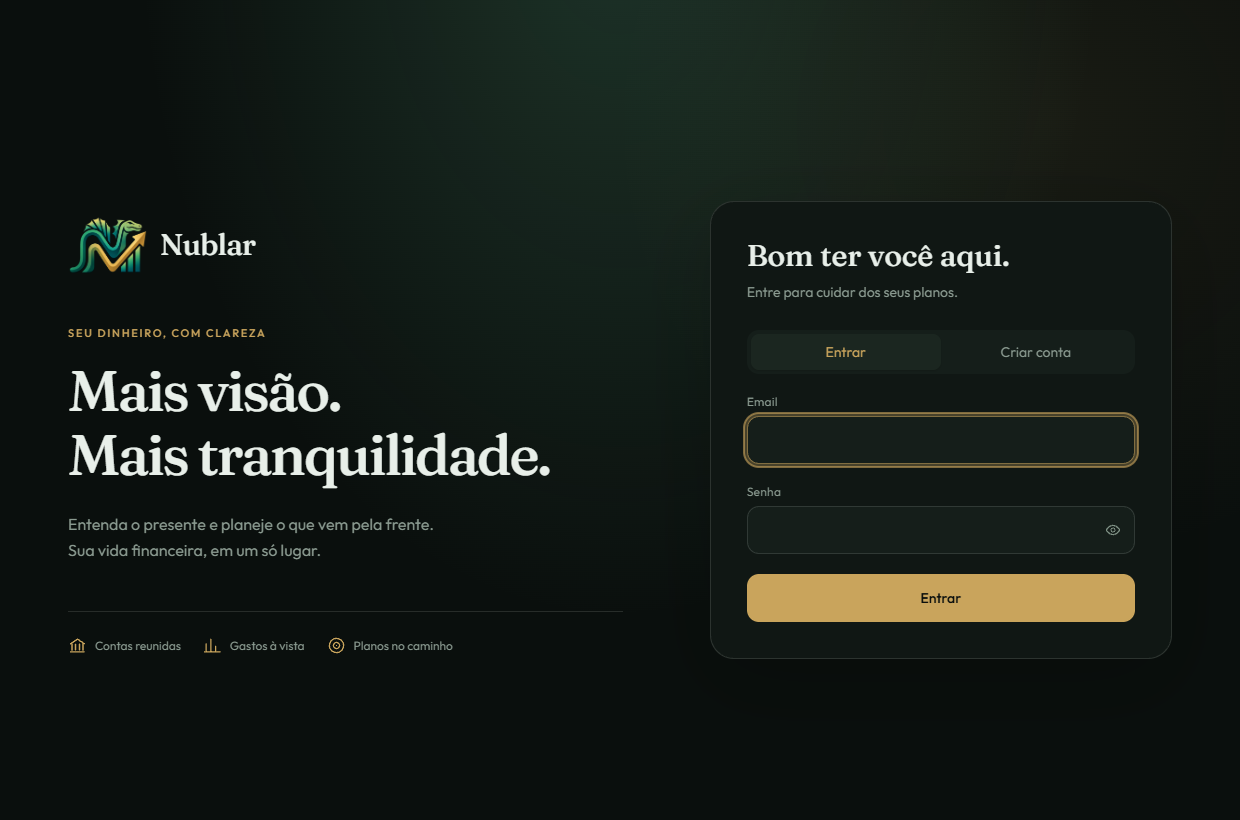 Nublar
SEU DINHEIRO, COM CLAREZA
Mais visão.
Mais tranquilidade.
Entenda o presente e planeje o que vem pela frente.
Sua vida financeira, em um só lugar.
Contas reunidas
Gastos à vista
Planos no caminho
Bom ter você aqui.
Entre para cuidar dos seus planos.
Entrar
Criar conta
Email
Senha
Entrar